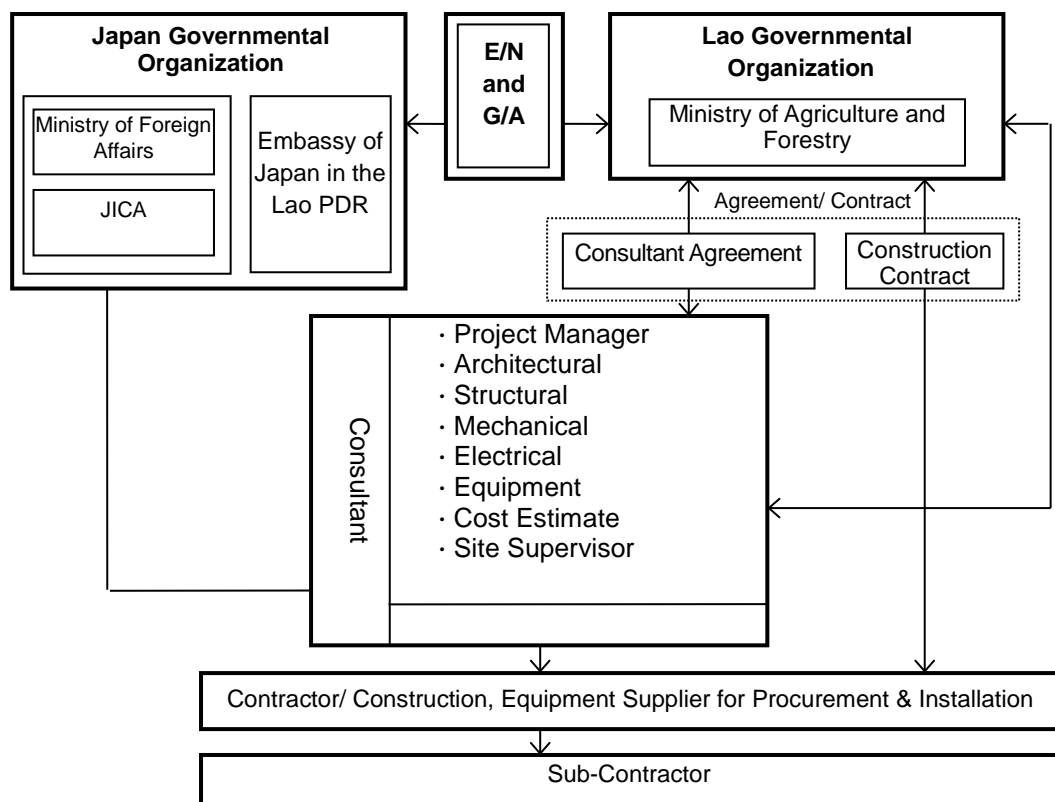 Japan Governmental
Organization
Ministry of Foreign
Affairs
JICA
Embassy of
Japan in the
Lao PDR
E/N
and
G/A
Lao Governmental
Organization
Ministry of Agriculture and
Forestry
Agreement/ Contract
Consultant Agreement
Construction
Contract
Consultant
・Project Manager
・Architectural
・Structural
・Mechanical
・Electrical
・Equipment
・Cost Estimate
・Site Supervisor
Contractor/ Construction, Equipment Supplier for Procurement & Installation
Sub-Contractor